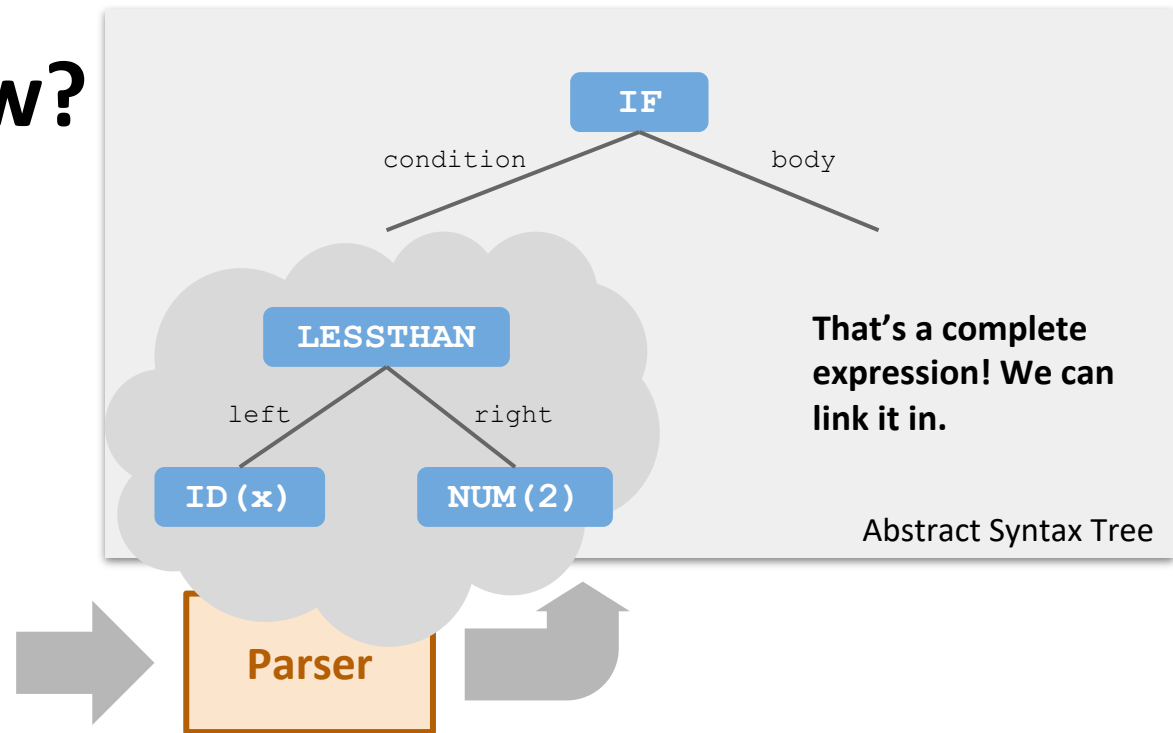 w?
IF
condition
body
LESSTHAN
That’s a complete
expression! We can
link it in.
left
right
ID(x)
NUM(2)
Abstract Syntax Tree
Parser